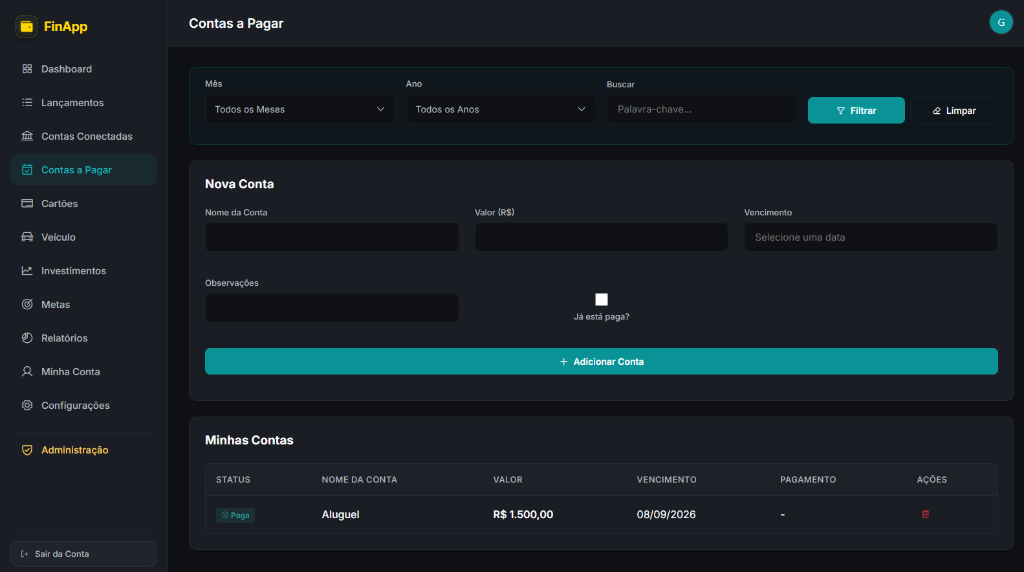 FinApp
Contas a Pagar
G
Dashboard
Lançamentos
Contas Conectadas
Contas a Pagar
Cartões
Veículo
Investimentos
Metas
Relatórios
Minha Conta
Configurações
Administração
Sair da Conta
Mês Ano Buscar
Todos os Meses Todos os Anos Palavra-chave... Filtrar Limpar
Nova Conta
Nome da Conta Valor (R$) Vencimento
Selecione uma data
Observações
Já está paga?
+ Adicionar Conta
Minhas Contas
STATUS NOME DA CONTA VALOR VENCIMENTO PAGAMENTO AÇÕES
Paga Aluguel R$ 1.500,00 08/09/2026 -